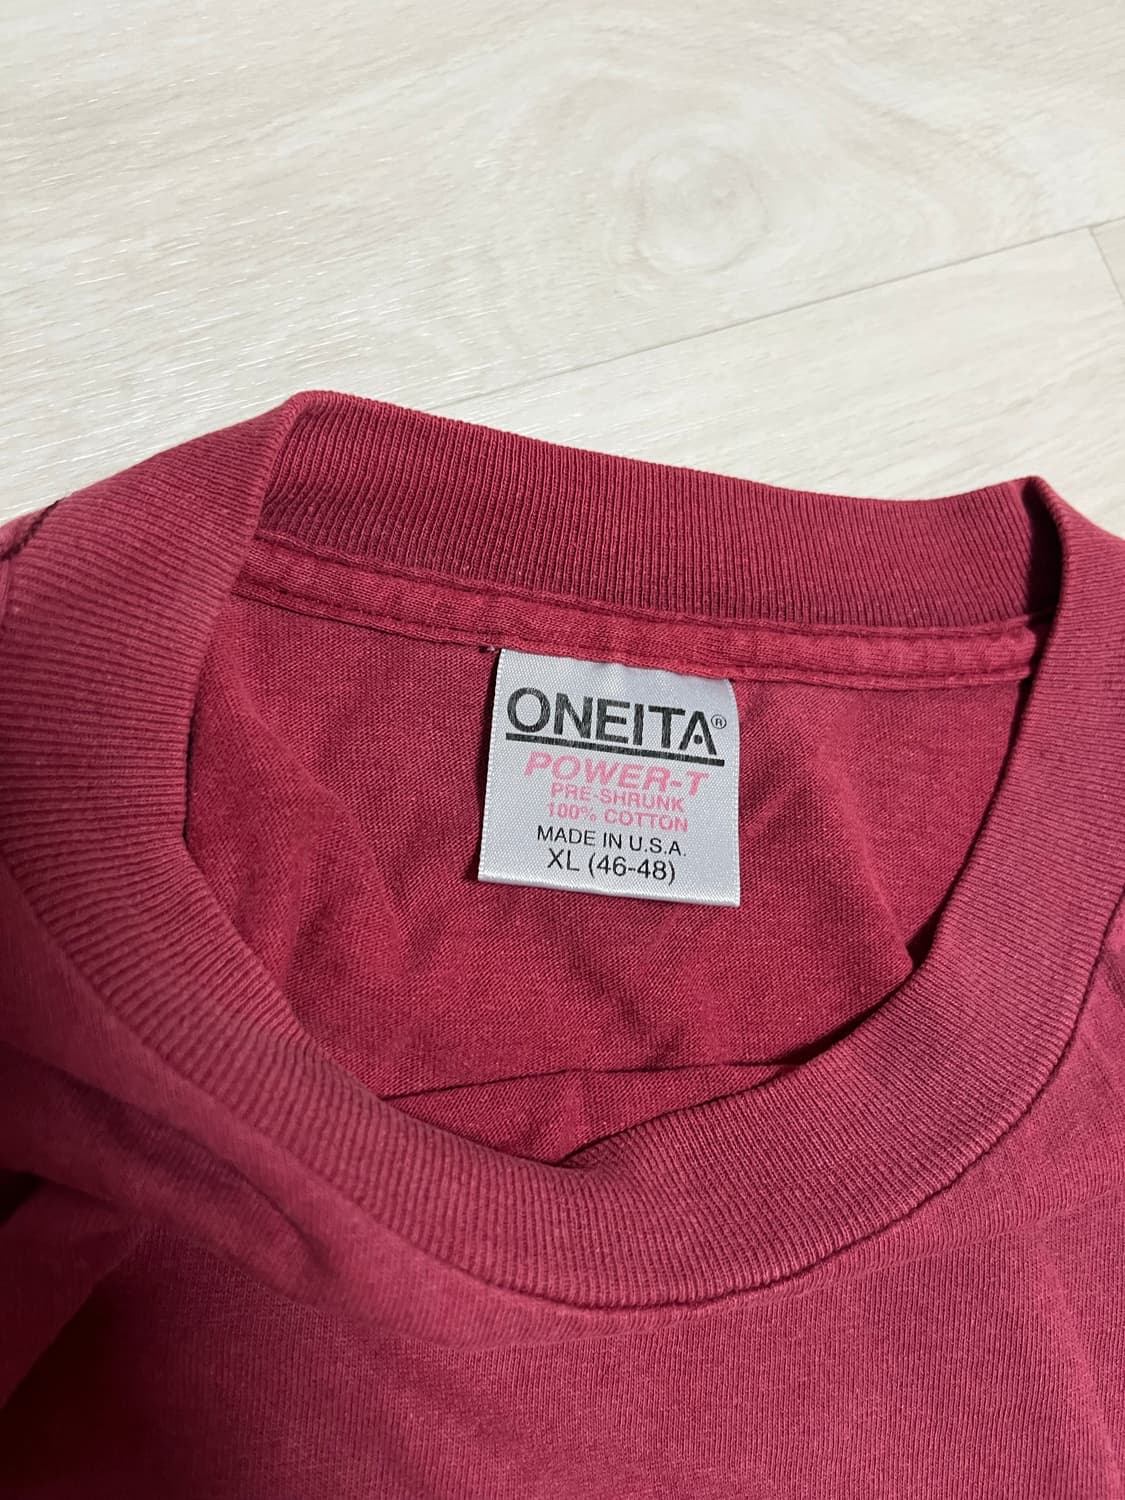 ONEITA®
POWER-T
PRE-SHRUNK
100% COTTON
MADE IN U.S.A.
XL (46-48)